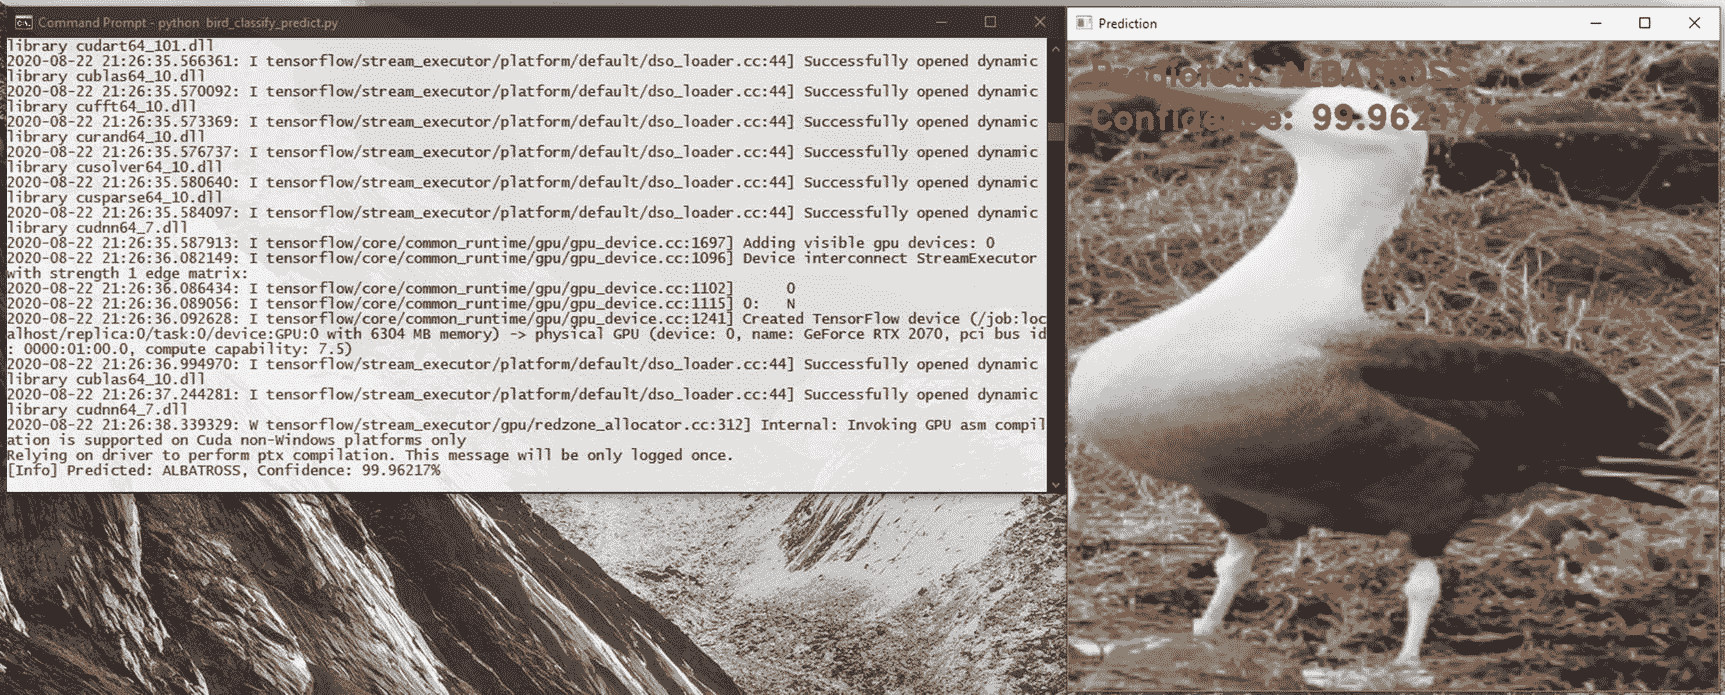 Command Prompt - python bird_classify_predict.py
library cudart64_101.dll
2020-08-22 21:26:35.566361: I tensorflow/stream_executor/platform/default/dso_loader.cc:44] Successfully opened dynamic
library cublas64_10.dll
2020-08-22 21:26:35.570092: I tensorflow/stream_executor/platform/default/dso_loader.cc:44] Successfully opened dynamic
library cufft64_10.dll
2020-08-22 21:26:35.573369: I tensorflow/stream_executor/platform/default/dso_loader.cc:44] Successfully opened dynamic
library curand64_10.dll
2020-08-22 21:26:35.576737: I tensorflow/stream_executor/platform/default/dso_loader.cc:44] Successfully opened dynamic
library cusolver64_10.dll
2020-08-22 21:26:35.580640: I tensorflow/stream_executor/platform/default/dso_loader.cc:44] Successfully opened dynamic
library cusparse64_10.dll
2020-08-22 21:26:35.584097: I tensorflow/stream_executor/platform/default/dso_loader.cc:44] Successfully opened dynamic
library cudnn64_7.dll
2020-08-22 21:26:35.587913: I tensorflow/core/common_runtime/gpu/gpu_device.cc:1697] Adding visible gpu devices: 0
2020-08-22 21:26:36.082149: I tensorflow/core/common_runtime/gpu/gpu_device.cc:1096] Device interconnect StreamExecutor
with strength 1 edge matrix:
2020-08-22 21:26:36.086434: I tensorflow/core/common_runtime/gpu/gpu_device.cc:1102]      0
2020-08-22 21:26:36.089056: I tensorflow/core/common_runtime/gpu/gpu_device.cc:1115] 0:   N
2020-08-22 21:26:36.092628: I tensorflow/core/common_runtime/gpu/gpu_device.cc:1241] Created TensorFlow device (/job:loc
alhost/replica:0/task:0/device:GPU:0 with 6304 MB memory) -> physical GPU (device: 0, name: GeForce RTX 2070, pci bus id
: 0000:01:00.0, compute capability: 7.5)
2020-08-22 21:26:36.994970: I tensorflow/stream_executor/platform/default/dso_loader.cc:44] Successfully opened dynamic
library cublas64_10.dll
2020-08-22 21:26:37.244281: I tensorflow/stream_executor/platform/default/dso_loader.cc:44] Successfully opened dynamic
library cudnn64_7.dll
2020-08-22 21:26:38.339329: W tensorflow/stream_executor/gpu/redzone_allocator.cc:312] Internal: Invoking GPU asm compil
ation is supported on Cuda non-Windows platforms only
Relying on driver to perform ptx compilation. This message will be only logged once.
[Info] Predicted: ALBATROSS, Confidence: 99.96217%
Prediction
Predicted: ALBATROSS
Confidence: 99.96217%